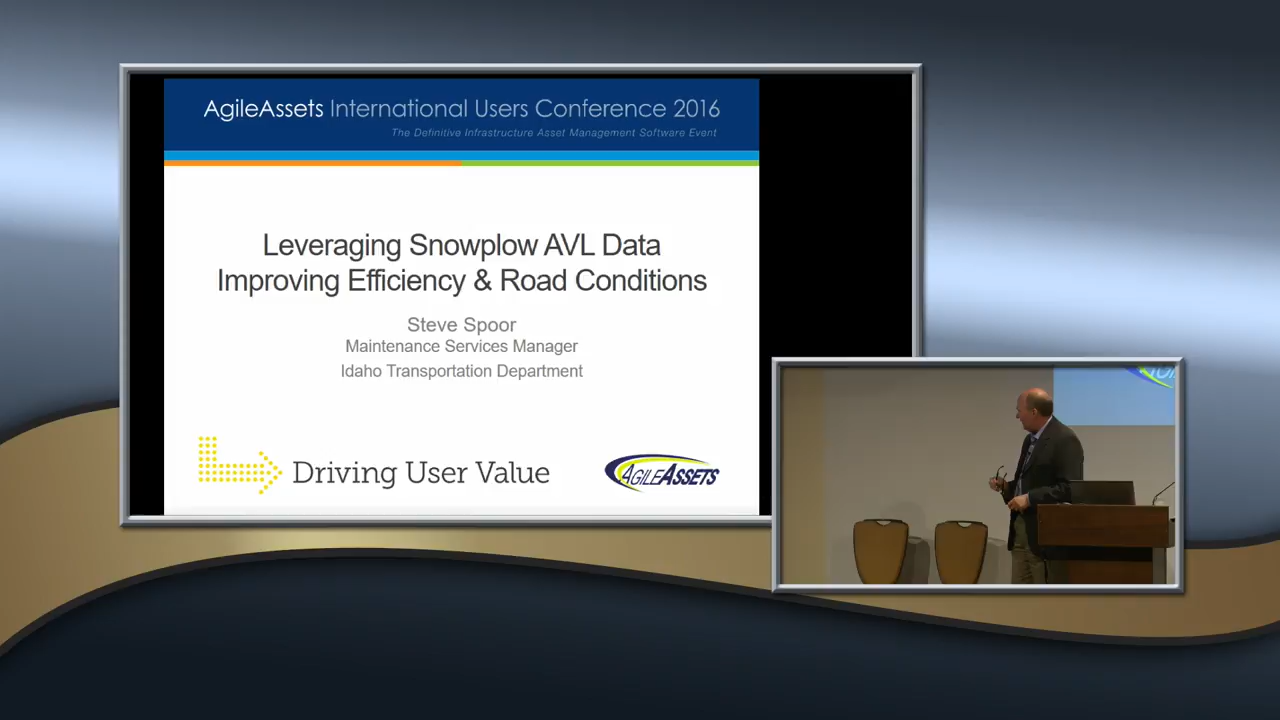 AgileAssets International Users Conference 2016
The Definitive Infrastructure Asset Management Software Event
Leveraging Snowplow AVL Data
Improving Efficiency & Road Conditions
Steve Spoor
Maintenance Services Manager
Idaho Transportation Department
Driving User Value
AGILEASSETS